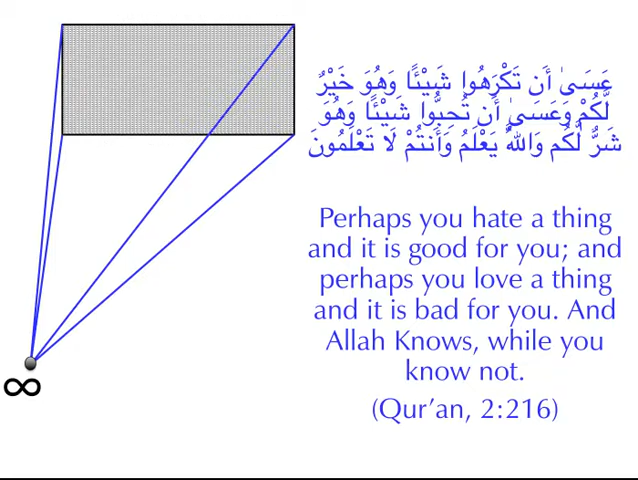 عَسَىٰ أَن تَكْرَهُوا شَيْئًا وَهُوَ خَيْرٌ
لَّكُمْ وَعَسَىٰ أَن تُحِبُّوا شَيْئًا وَهُوَ
شَرٌّ لَّكُم وَاللهُ يَعْلَمُ وَأَنتُمْ لَا تَعْلَمُونَ
Perhaps you hate a thing
and it is good for you; and
perhaps you love a thing
and it is bad for you. And
Allah Knows, while you
know not.
(Qur’an, 2:216)
∞